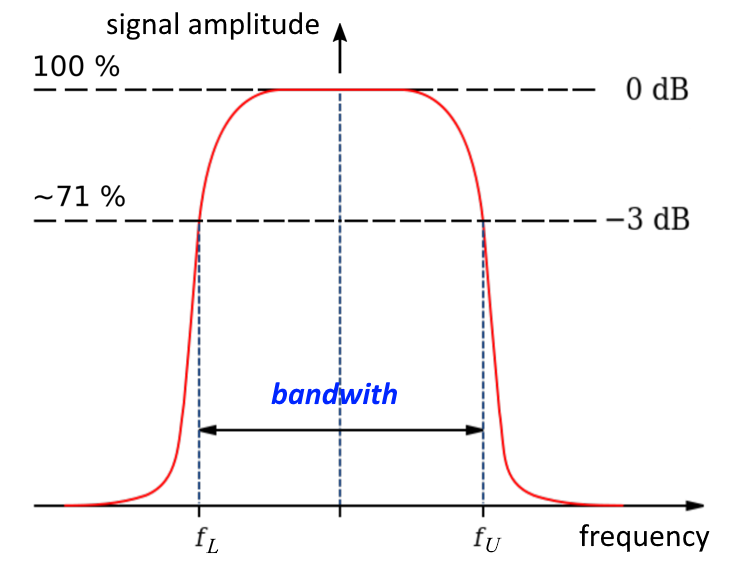 signal amplitude
100 %
0 dB
~71 %
−3 dB
bandwith
f_L
f_U
frequency